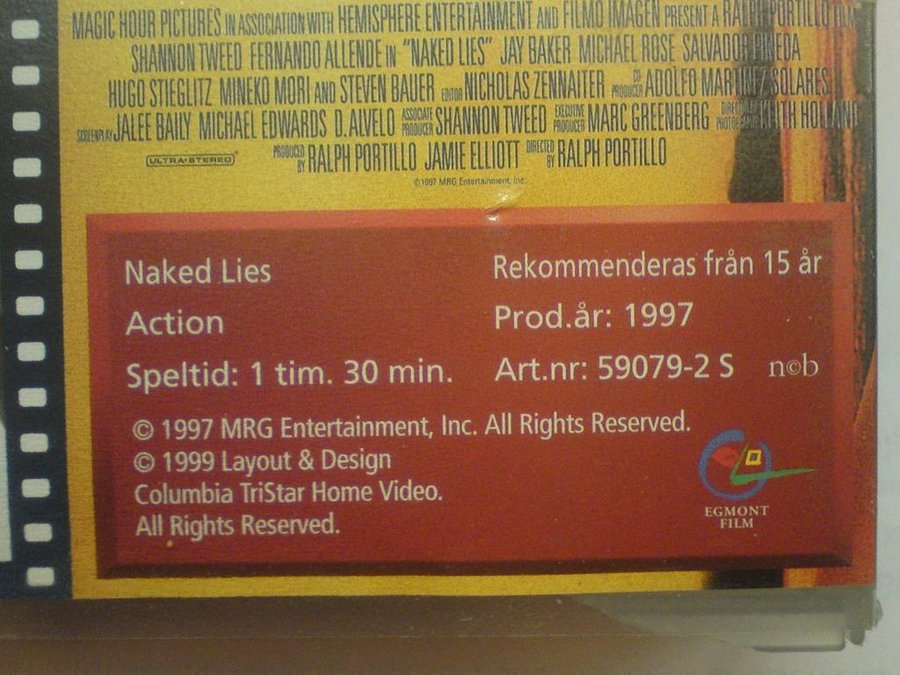 MAGIC HOUR PICTURES IN ASSOCIATION WITH HEMISPHERE ENTERTAINMENT AND FILMO IMAGEN PRESENT A RALPH PORTILLO FILM
SHANNON TWEED FERNANDO ALLENDE IN "NAKED LIES" JAY BAKER MICHAEL ROSE SALVADOR PINEDA
HUGO STIEGLITZ MINEKO MORI AND STEVEN BAUER EDITOR NICHOLAS ZENNAITER CO-PRODUCER ADOLFO MARTINEZ SOLARES
SCREENPLAY JALEE BAILY MICHAEL EDWARDS D. ALVELO ASSOCIATE PRODUCER SHANNON TWEED EXECUTIVE PRODUCER MARC GREENBERG DIRECTOR OF PHOTOGRAPHY KEITH HOLLAND
ULTRA-STEREO PRODUCED BY RALPH PORTILLO JAMIE ELLIOTT DIRECTED BY RALPH PORTILLO
©1997 MRG Entertainment, Inc.
Naked Lies Rekommenderas från 15 år
Action Prod.år: 1997
Speltid: 1 tim. 30 min. Art.nr: 59079-2 S n©b
© 1997 MRG Entertainment, Inc. All Rights Reserved.
© 1999 Layout & Design
Columbia TriStar Home Video.
All Rights Reserved.
EGMONT
FILM